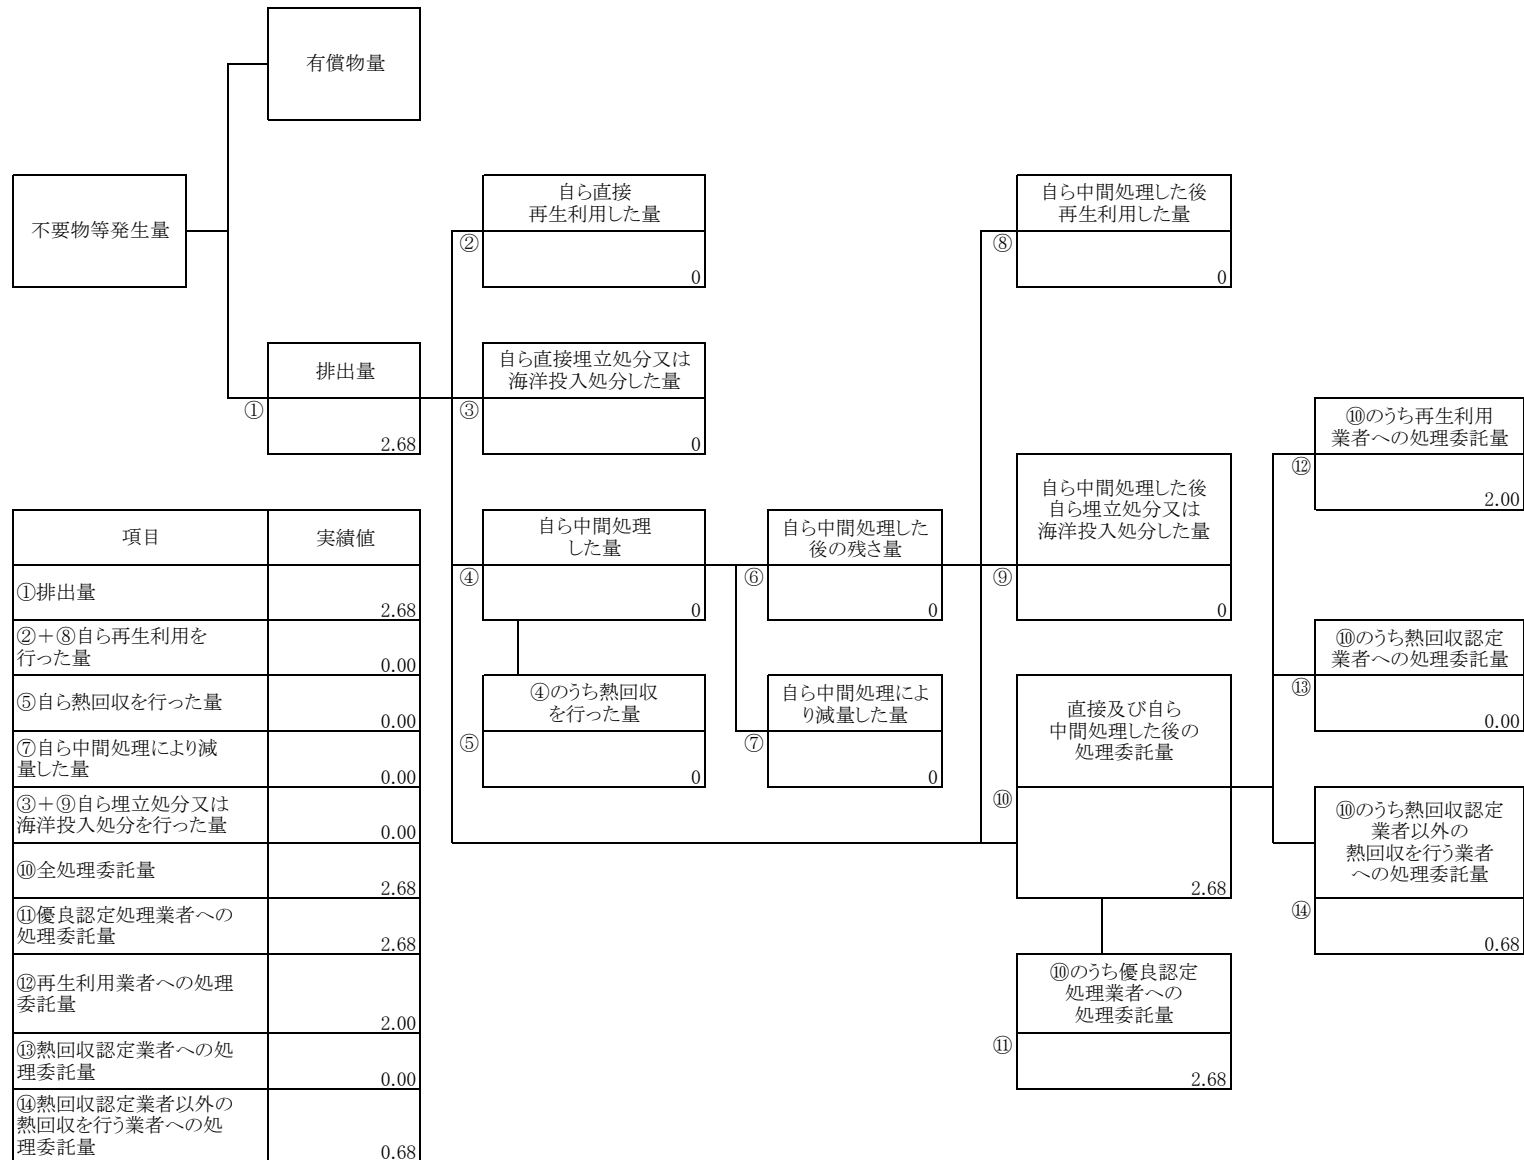 有償物量
不要物等発生量
自ら直接
再生利用した量
②
0
自ら中間処理した後
再生利用した量
⑧
0
排出量
①
2.68
自ら直接埋立処分又は
海洋投入処分した量
③
0
⑩のうち再生利用
業者への処理委託量
⑫
2.00
自ら中間処理
した量
④
0
自ら中間処理した
後の残さ量
⑥
0
自ら中間処理した後
自ら埋立処分又は
海洋投入処分した量
⑨
0
⑩のうち熱回収認定
業者への処理委託量
⑬
0.00
④のうち熱回収
を行った量
⑤
0
自ら中間処理によ
り減量した量
⑦
0
直接及び自ら
中間処理した後の
処理委託量
⑩
2.68
⑩のうち熱回収認定
業者以外の
熱回収を行う業者
への処理委託量
⑭
0.68
⑩のうち優良認定
処理業者への
処理委託量
⑪
2.68
項目
実績値
①排出量
2.68
②+⑧自ら再生利用を
行った量
0.00
⑤自ら熱回収を行った量
0.00
⑦自ら中間処理により減
量した量
0.00
③+⑨自ら埋立処分又は
海洋投入処分を行った量
0.00
⑩全処理委託量
2.68
⑪優良認定処理業者への
処理委託量
2.68
⑫再生利用業者への処理
委託量
2.00
⑬熱回収認定業者への処
理委託量
0.00
⑭熱回収認定業者以外の
熱回収を行う業者への処
理委託量
0.68